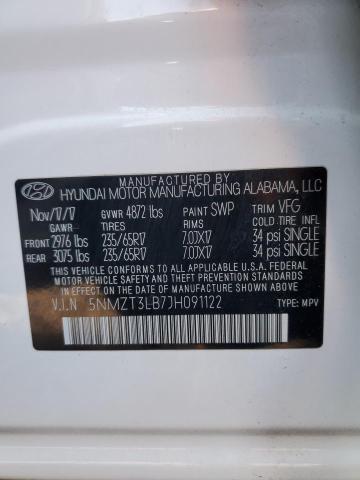 MANUFACTURED BY
HYUNDAI MOTOR MANUFACTURING ALABAMA, LLC
Nov/17/17 GVWR 4872 lbs PAINT SWP TRIM VFG
TIRES RIMS COLD TIRE INFL
FRONT 2976 lbs 235/65R17 7.0JX17 34 psi SINGLE
REAR 3075 lbs 235/65R17 7.0JX17 34 psi SINGLE
THIS VEHICLE CONFORMS TO ALL APPLICABLE U.S. FEDERAL MOTOR VEHICLE
SAFETY AND THEFT PREVENTION STANDARDS IN EFFECT ON THE DATE OF MANUFACTURE SHOWN ABOVE.
V.I.N 5NMZT3LB7JH091122 TYPE: MPV